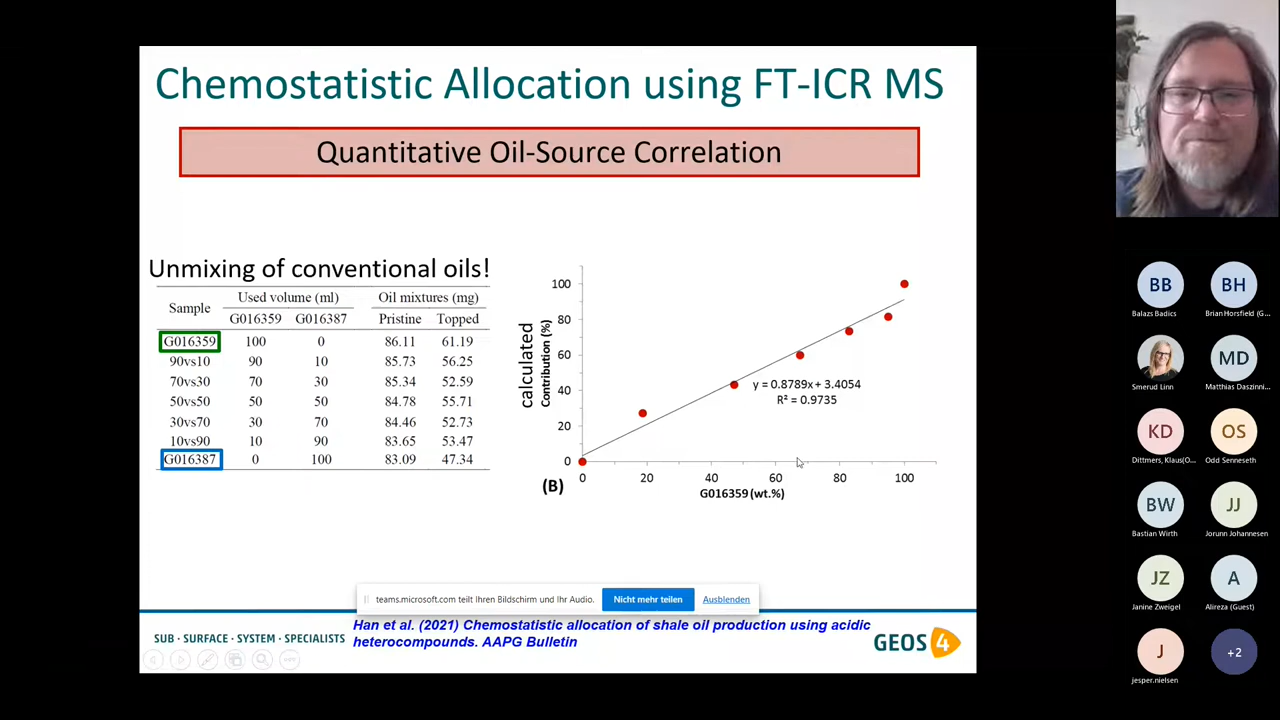 Chemostatistic Allocation using FT-ICR MS
Quantitative Oil-Source Correlation
Unmixing of conventional oils!
Sample Used volume (ml) Oil mixtures (mg)
G016359 G016387 Pristine Topped
G016359 100 0 86.11 61.19
90vs10 90 10 85.73 56.25
70vs30 70 30 85.34 52.59
50vs50 50 50 84.78 55.71
30vs70 30 70 84.46 52.73
10vs90 10 90 83.65 53.47
G016387 0 100 83.09 47.34
calculated
Contribution (%)
100
80
60
40
20
0
y = 0.8789x + 3.4054
R² = 0.9735
0 20 40 60 80 100
G016359 (wt.%)
(B)
teams.microsoft.com teilt Ihren Bildschirm und Ihr Audio. Nicht mehr teilen Ausblenden
Han et al. (2021) Chemostatistic allocation of shale oil production using acidic
heterocompounds. AAPG Bulletin
SUB · SURFACE · SYSTEM · SPECIALISTS
GEOS 4
BB BH
Balazs Badics Brian Horsfield (G...
MD
Smerud Linn Matthias Daszinni...
KD OS
Dittmers, Klaus(O... Odd Senneseth
BW JJ
Bastian Wirth Jorunn Johannesen
JZ A
Janine Zweigel Alireza (Guest)
J +2
jesper.nielsen